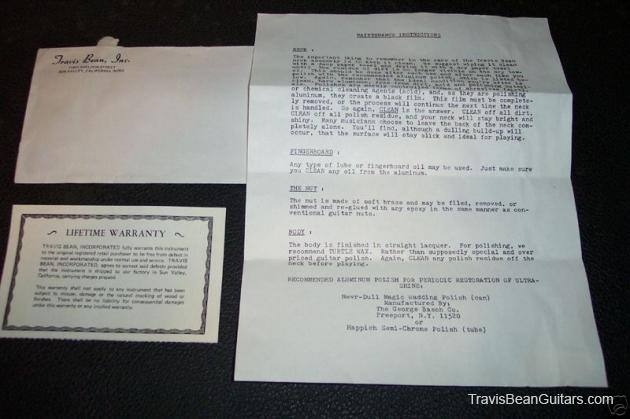 Travis Bean, Inc.
SUN VALLEY, CALIFORNIA
LIFETIME WARRANTY
TRAVIS BEAN, INCORPORATED fully warrants this instrument
to the original registered retail purchaser to be free from defect in
material and workmanship under normal use and service. TRAVIS
BEAN, INCORPORATED, agrees to correct said defects provided
that the instrument is shipped to our factory in Sun Valley,
California, carrying charges prepaid.
This warranty shall not apply to any instrument that has been
subject to misuse, damage or the natural checking of wood or
finishes. There shall be no liability for consequential damages
under this warranty or any implied warranty.
MAINTENANCE INSTRUCTIONS
NECK :
The important thing to remember in the care of the Travis Bean
or chemical cleaning agents (acid), and, as they are polishing
aluminum, they create a black film. This film must be complete-
ly removed, or the process will continue the next time the neck
is handled. So again, CLEAN is the answer. CLEAN off all dirt,
CLEAN off all polish residue, and your neck will stay bright and
shiny. Many musicians choose to leave the back of the neck com-
pletely alone. You'll find, although a dulling build-up will
occur, that the surface will stay slick and ideal for playing.
FINGERBOARD :
Any type of lube or fingerboard oil may be used. Just make sure
you CLEAN any oil from the aluminum.
THE NUT :
The nut is made of soft brass and may be filed, removed, or
shimmed and re-glued with any epoxy in the same manner as con-
ventional guitar nuts.
BODY :
The body is finished in straight lacquer. For polishing, we
recommend TURTLE WAX. Rather than supposedly special and over
priced guitar polish. Again, CLEAN any polish residue off the
neck before playing.
RECOMMENDED ALUMINUM POLISH FOR PERIODIC RESTORATION OF ULTRA-
SHINE:
Nevr-Dull Magic Wadding Polish (can)
Manufactured By:
The George Basch Co.
Freeport, N.Y. 11520
or
Happich Semi-Chrome Polish (tube)
TravisBeanGuitars.com